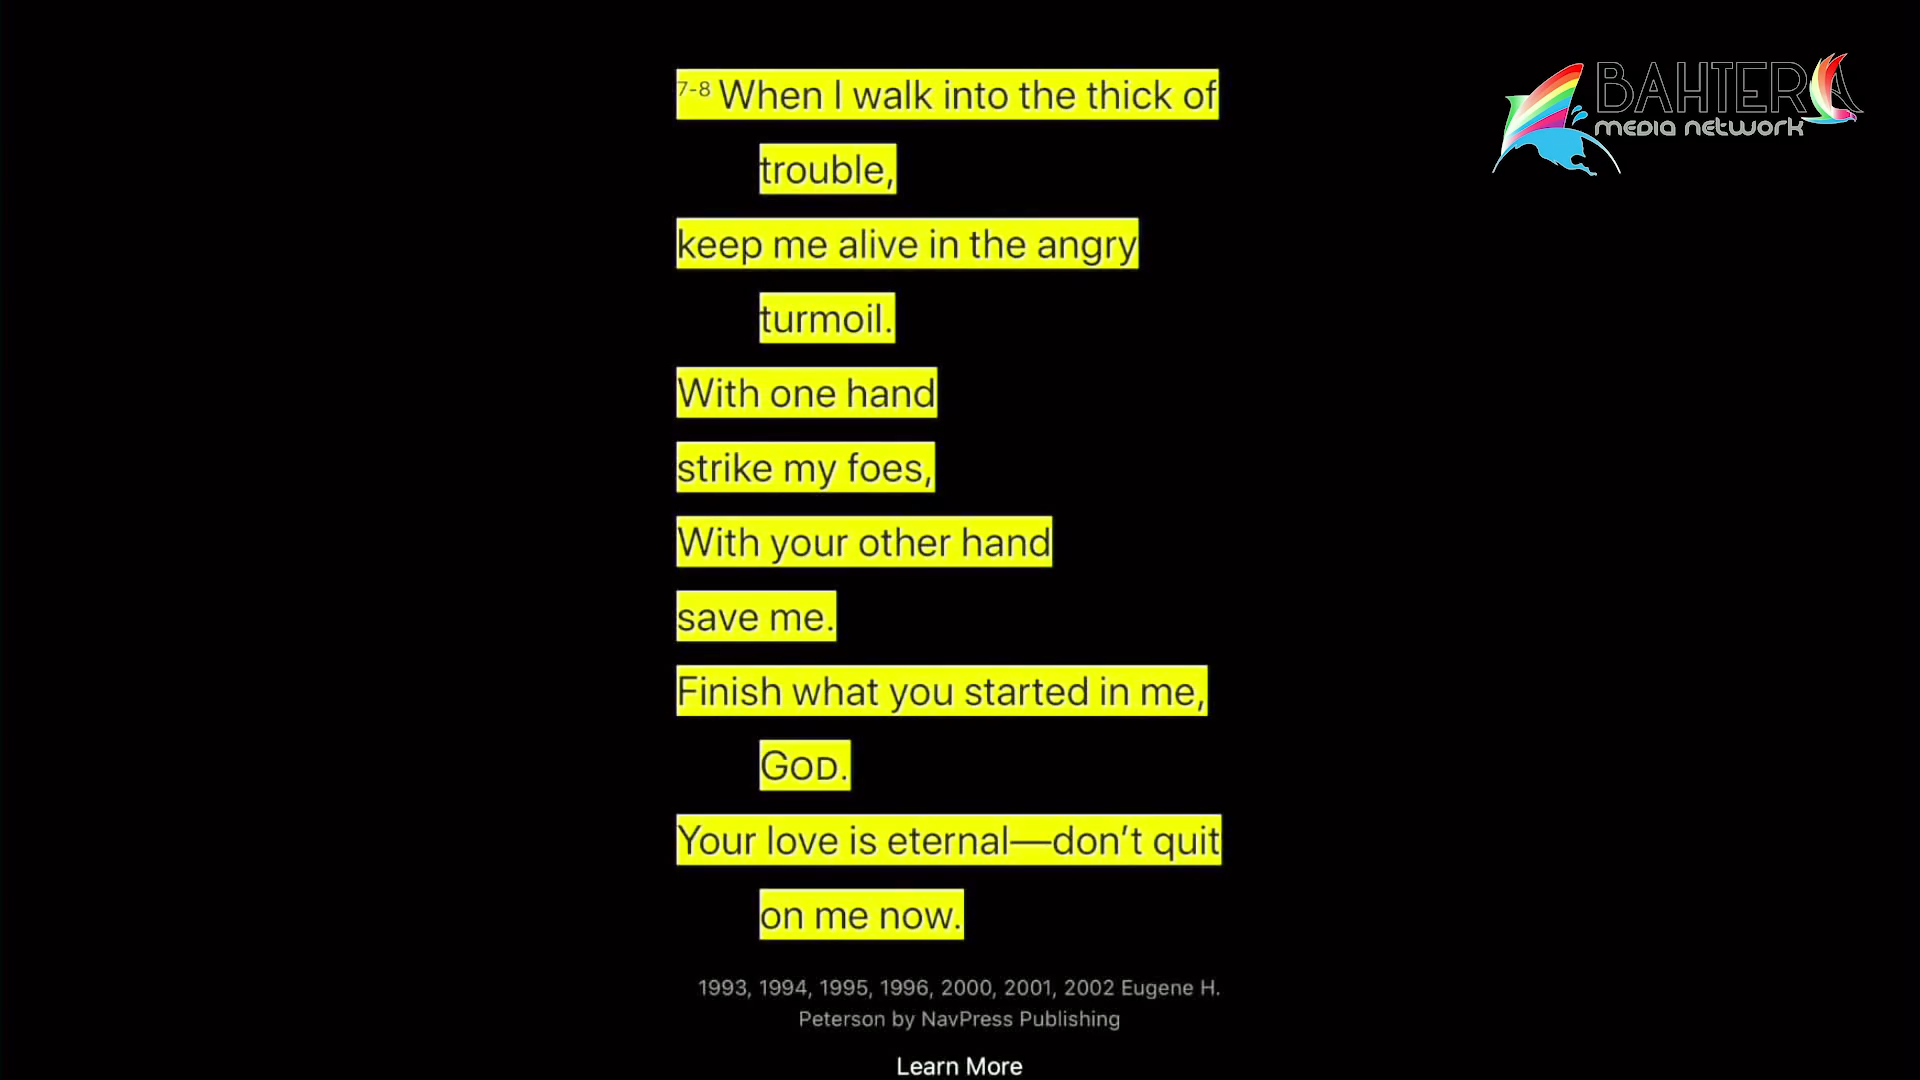 7-8 When I walk into the thick of
trouble,
keep me alive in the angry
turmoil.
With one hand
strike my foes,
With your other hand
save me.
Finish what you started in me,
GOD.
Your love is eternal—don’t quit
on me now.
1993, 1994, 1995, 1996, 2000, 2001, 2002 Eugene H.
Peterson by NavPress Publishing
Learn More
BAHTERA
MEDIA NETWORK